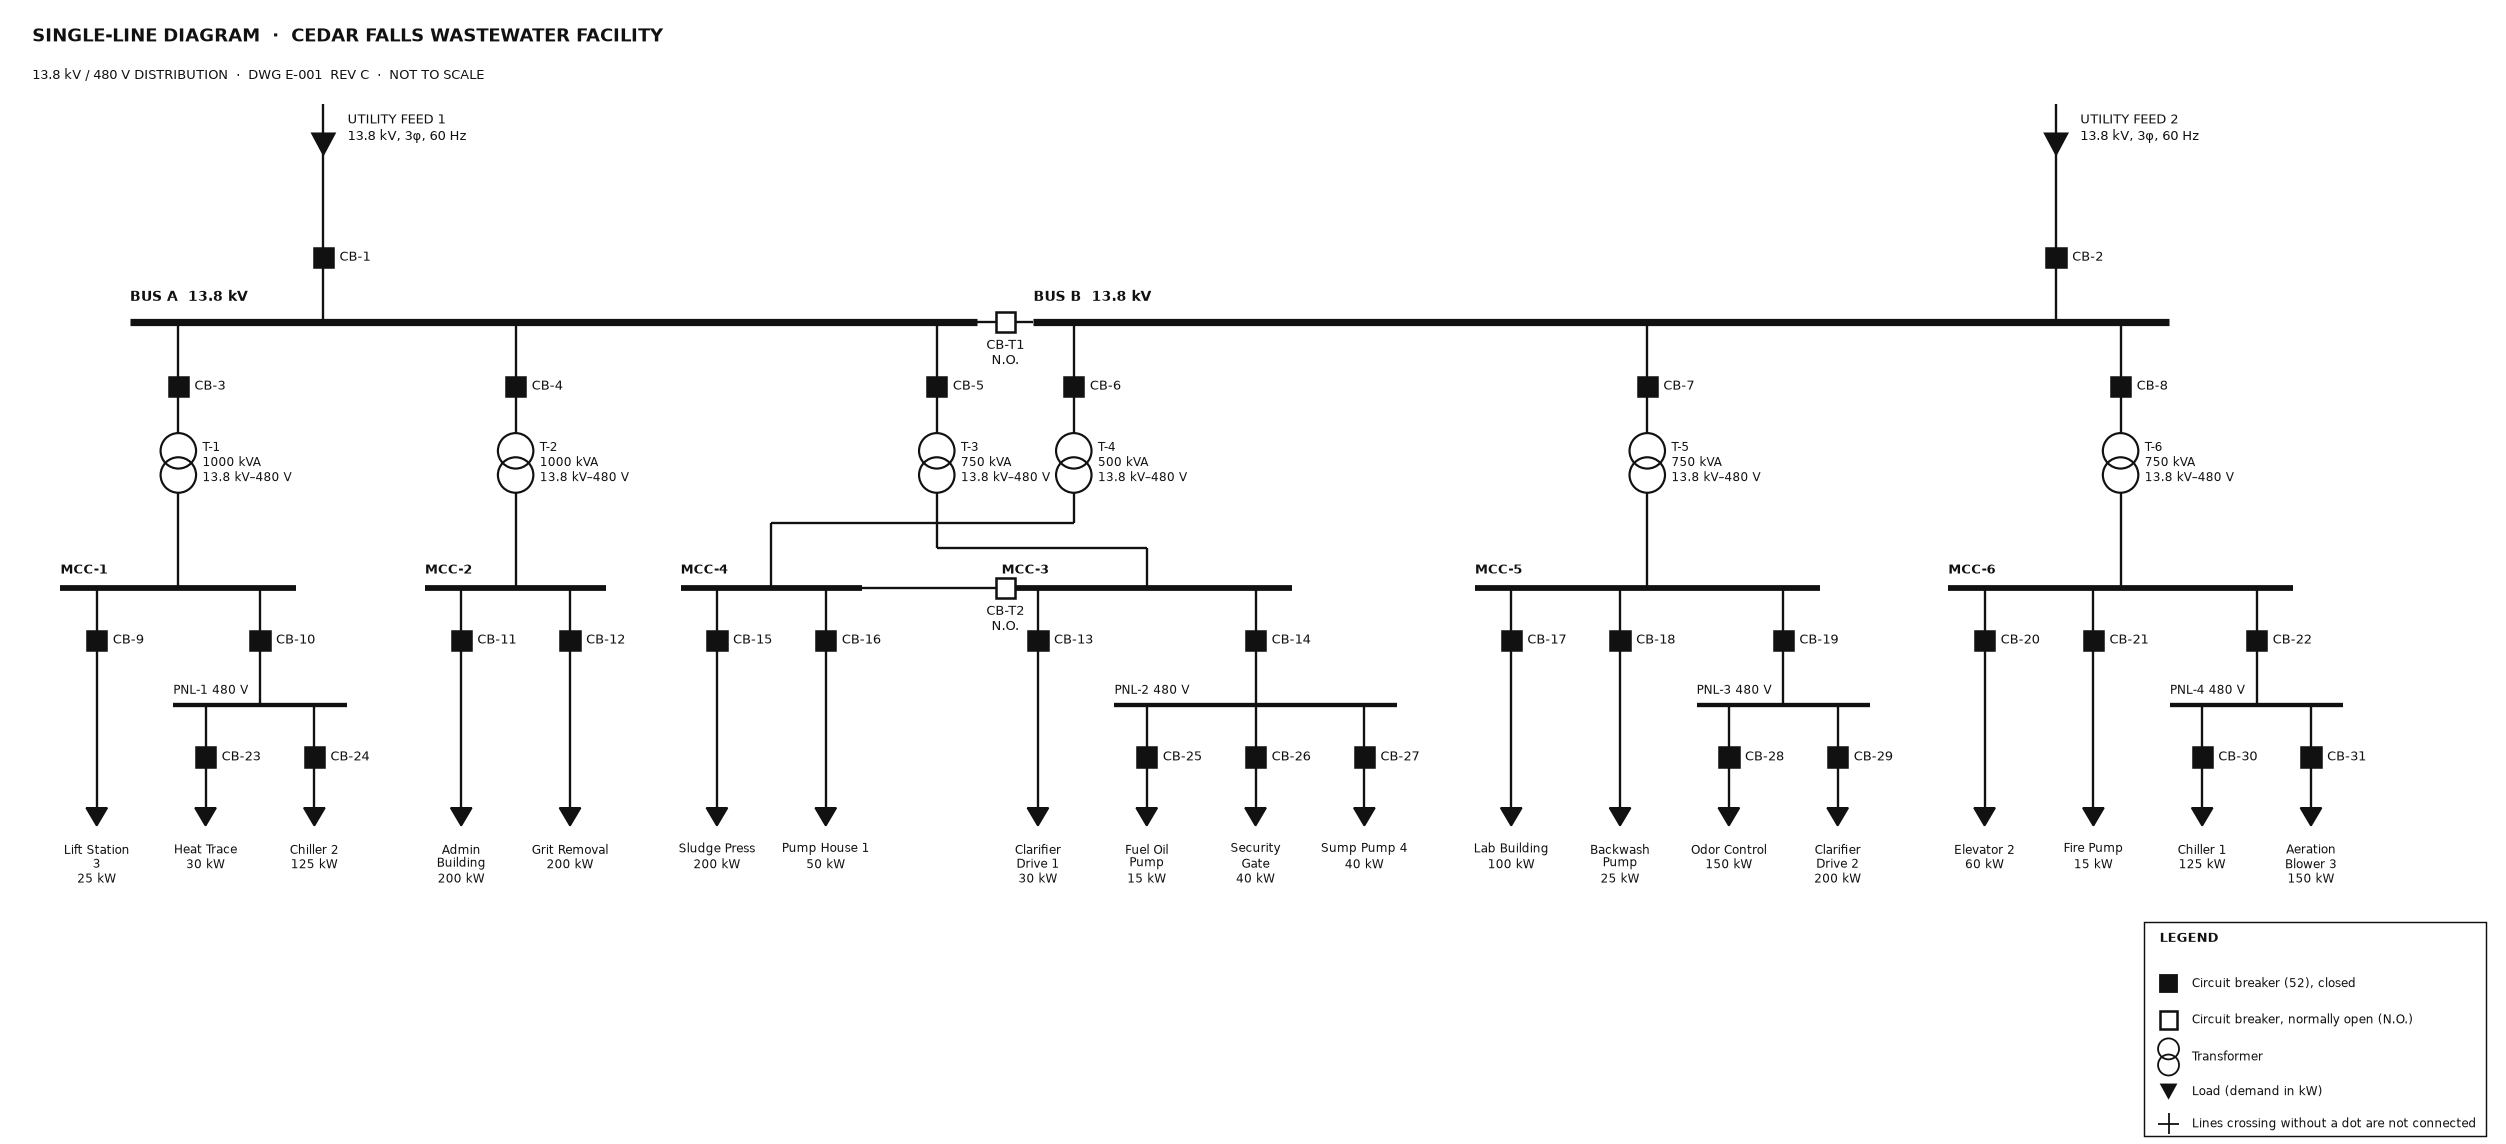 SINGLE-LINE DIAGRAM · CEDAR FALLS WASTEWATER FACILITY
13.8 kV / 480 V DISTRIBUTION · DWG E-001 REV C · NOT TO SCALE
UTILITY FEED 1
13.8 kV, 3φ, 60 Hz
UTILITY FEED 2
13.8 kV, 3φ, 60 Hz
CB-1
CB-2
BUS A 13.8 kV
BUS B 13.8 kV
CB-T1
N.O.
CB-3
CB-4
CB-5
CB-6
CB-7
CB-8
T-1
1000 kVA
13.8 kV–480 V
T-2
1000 kVA
13.8 kV–480 V
T-3
750 kVA
13.8 kV–480 V
T-4
500 kVA
13.8 kV–480 V
T-5
750 kVA
13.8 kV–480 V
T-6
750 kVA
13.8 kV–480 V
MCC-1
MCC-2
MCC-4
MCC-3
MCC-5
MCC-6
CB-T2
N.O.
CB-9
CB-10
CB-11
CB-12
CB-15
CB-16
CB-13
CB-14
CB-17
CB-18
CB-19
CB-20
CB-21
CB-22
PNL-1 480 V
PNL-2 480 V
PNL-3 480 V
PNL-4 480 V
CB-23
CB-24
CB-25
CB-26
CB-27
CB-28
CB-29
CB-30
CB-31
Lift Station
3
25 kW
Heat Trace
30 kW
Chiller 2
125 kW
Admin
Building
200 kW
Grit Removal
200 kW
Sludge Press
200 kW
Pump House 1
50 kW
Clarifier
Drive 1
30 kW
Fuel Oil
Pump
15 kW
Security
Gate
40 kW
Sump Pump 4
40 kW
Lab Building
100 kW
Backwash
Pump
25 kW
Odor Control
150 kW
Clarifier
Drive 2
200 kW
Elevator 2
60 kW
Fire Pump
15 kW
Chiller 1
125 kW
Aeration
Blower 3
150 kW
LEGEND
Circuit breaker (52), closed
Circuit breaker, normally open (N.O.)
Transformer
Load (demand in kW)
Lines crossing without a dot are not connected